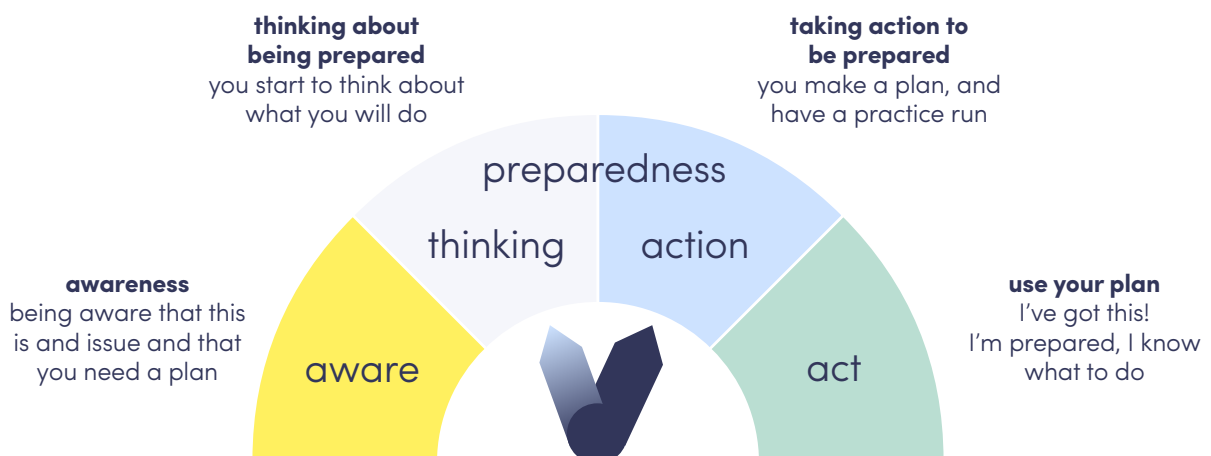 thinking about
being prepared
you start to think about
what you will do
taking action to
be prepared
you make a plan, and
have a practice run
preparedness
thinking
action
awareness
being aware that this
is and issue and that
you need a plan
aware
act
use your plan
I've got this!
I'm prepared, I know
what to do